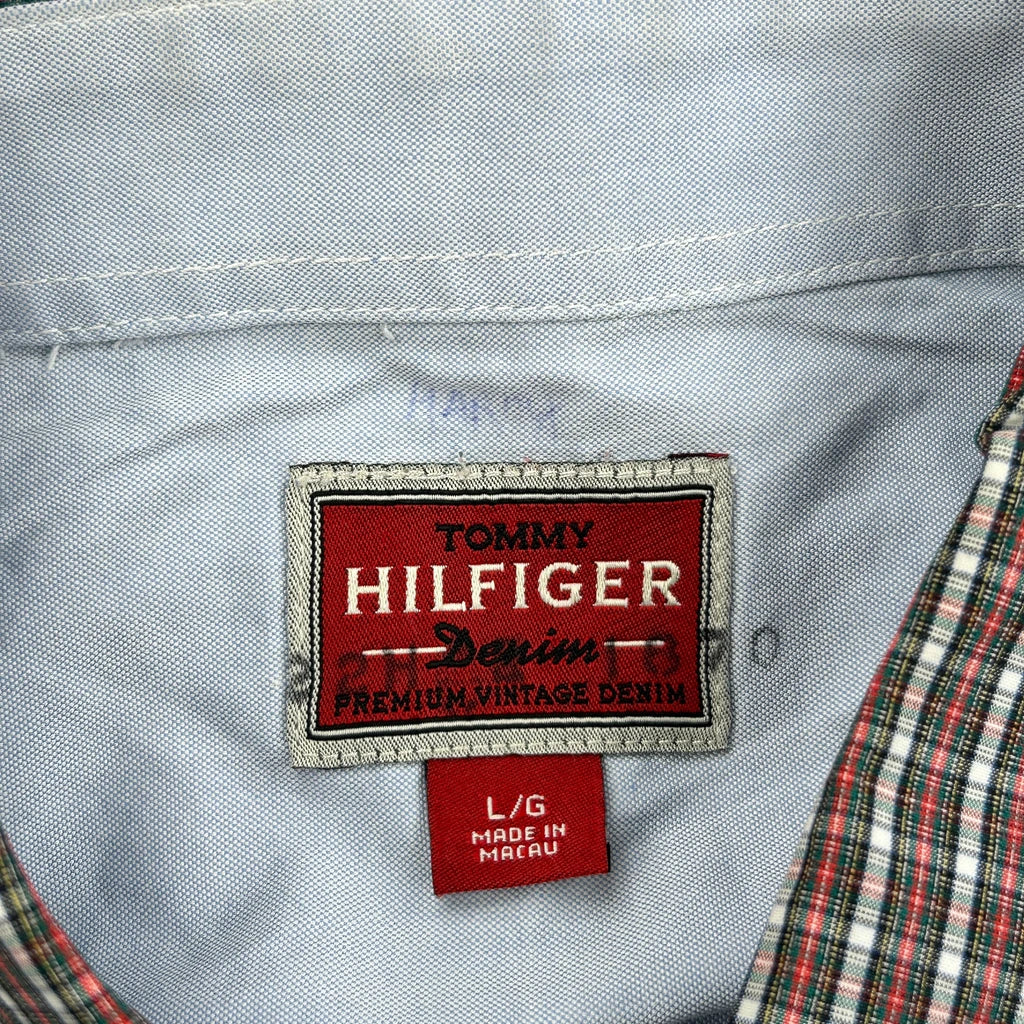 TOMMY
HILFIGER
Denim
PREMIUM VINTAGE DENIM
L/G
MADE IN
MACAU